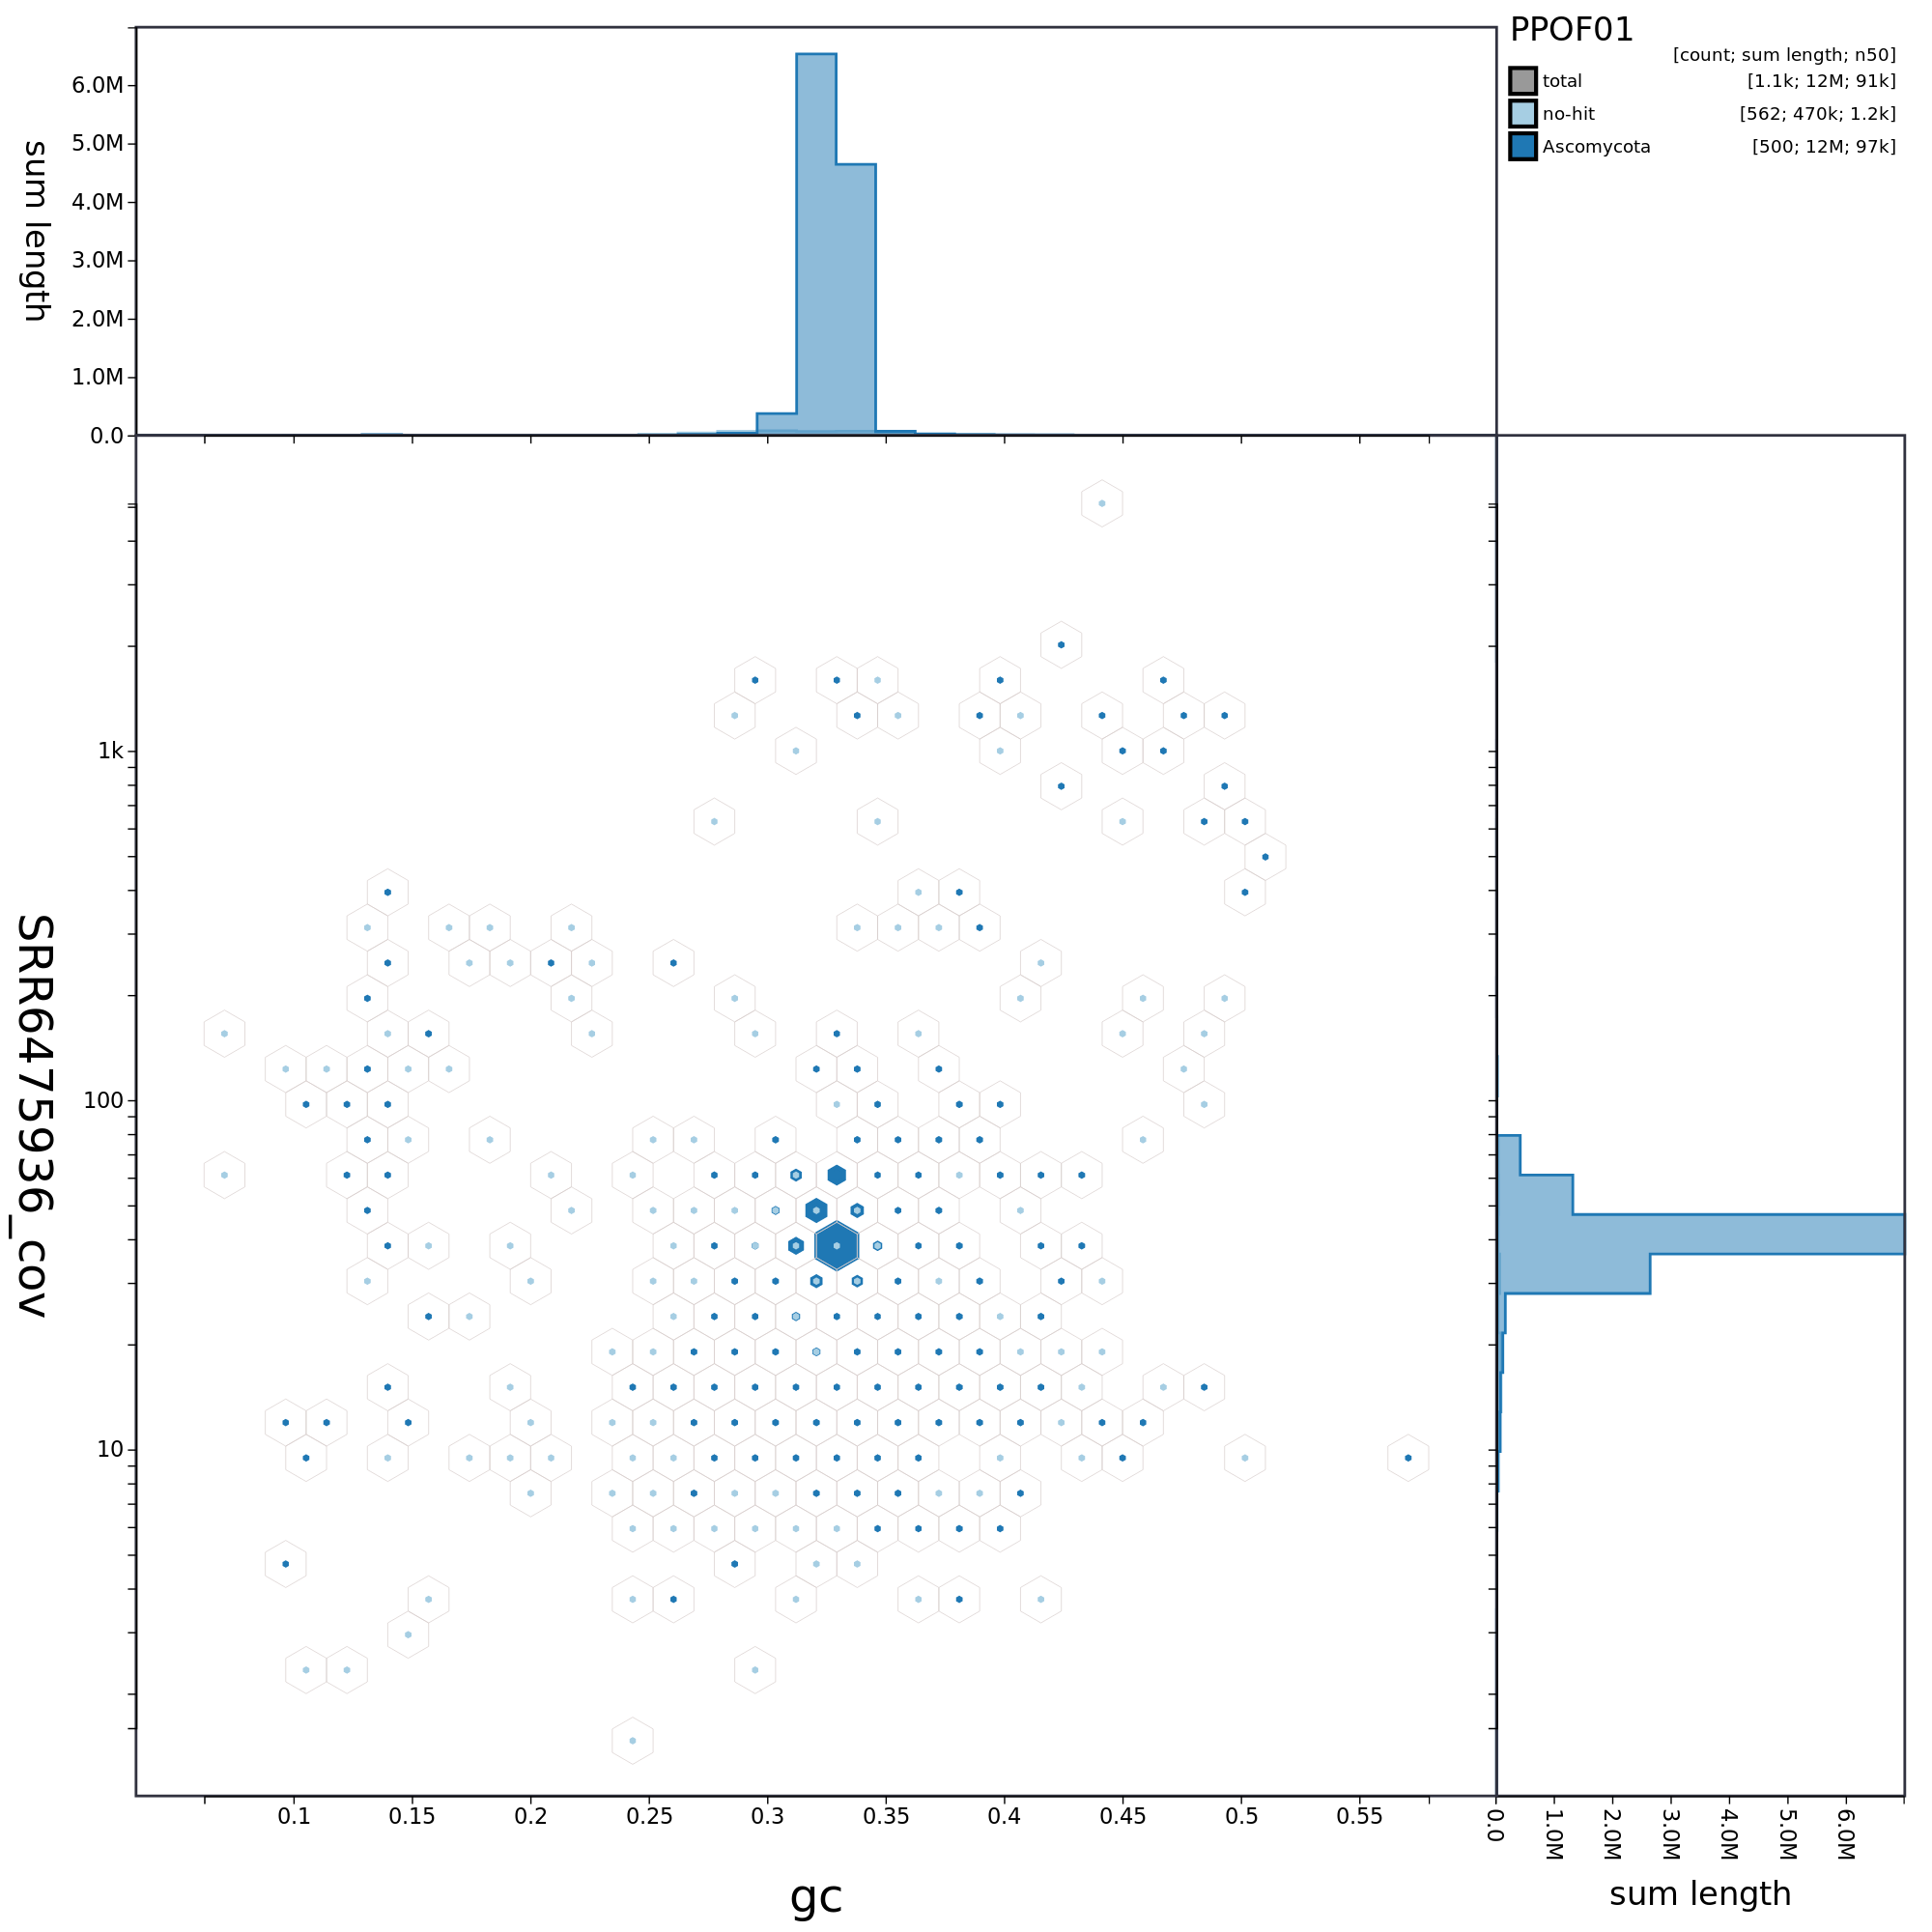 PPOF01
[count; sum length; n50]
total [1.1k; 12M; 91k]
no-hit [562; 470k; 1.2k]
Ascomycota [500; 12M; 97k]
sum length
6.0M
5.0M
4.0M
3.0M
2.0M
1.0M
0.0
SRR6475936_cov
1k
100
10
0.1 0.15 0.2 0.25 0.3 0.35 0.4 0.45 0.5 0.55
gc
0.0 1.0M 2.0M 3.0M 4.0M 5.0M 6.0M
sum length